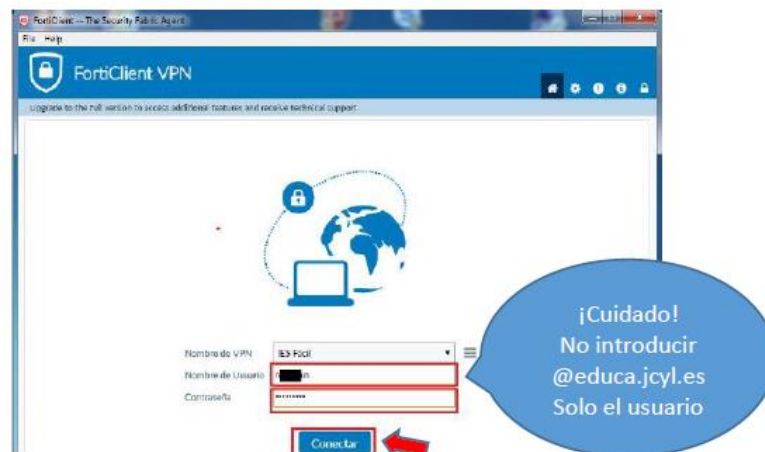 FortiClient -- The Security Fabric Agent
File Help
FortiClient VPN
Upgrade to the full version to access additional features and receive technical support
Nombre de VPN IES Fácil
Nombre de Usuario
Contraseña ••••••••
Conectar
¡Cuidado!
No introducir
@educa.jcyl.es
Solo el usuario